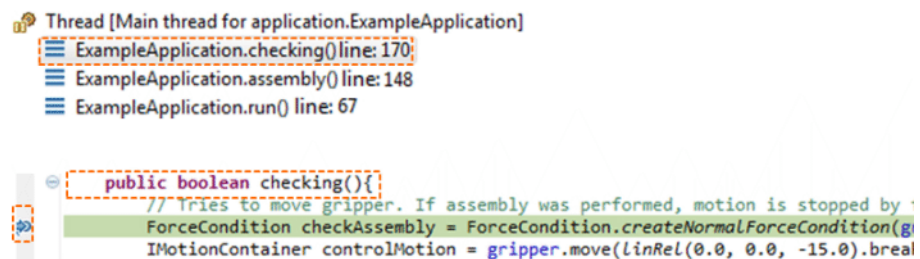 Thread [Main thread for application.ExampleApplication]
ExampleApplication.checking() line: 170
ExampleApplication.assembly() line: 148
ExampleApplication.run() line: 67
public boolean checking(){
// Tries to move gripper. If assembly was performed, motion is stopped by
ForceCondition checkAssembly = ForceCondition.createNormalForceCondition(
IMotionContainer controlMotion = gripper.move(linRel(0.0, 0.0, -15.0).brea